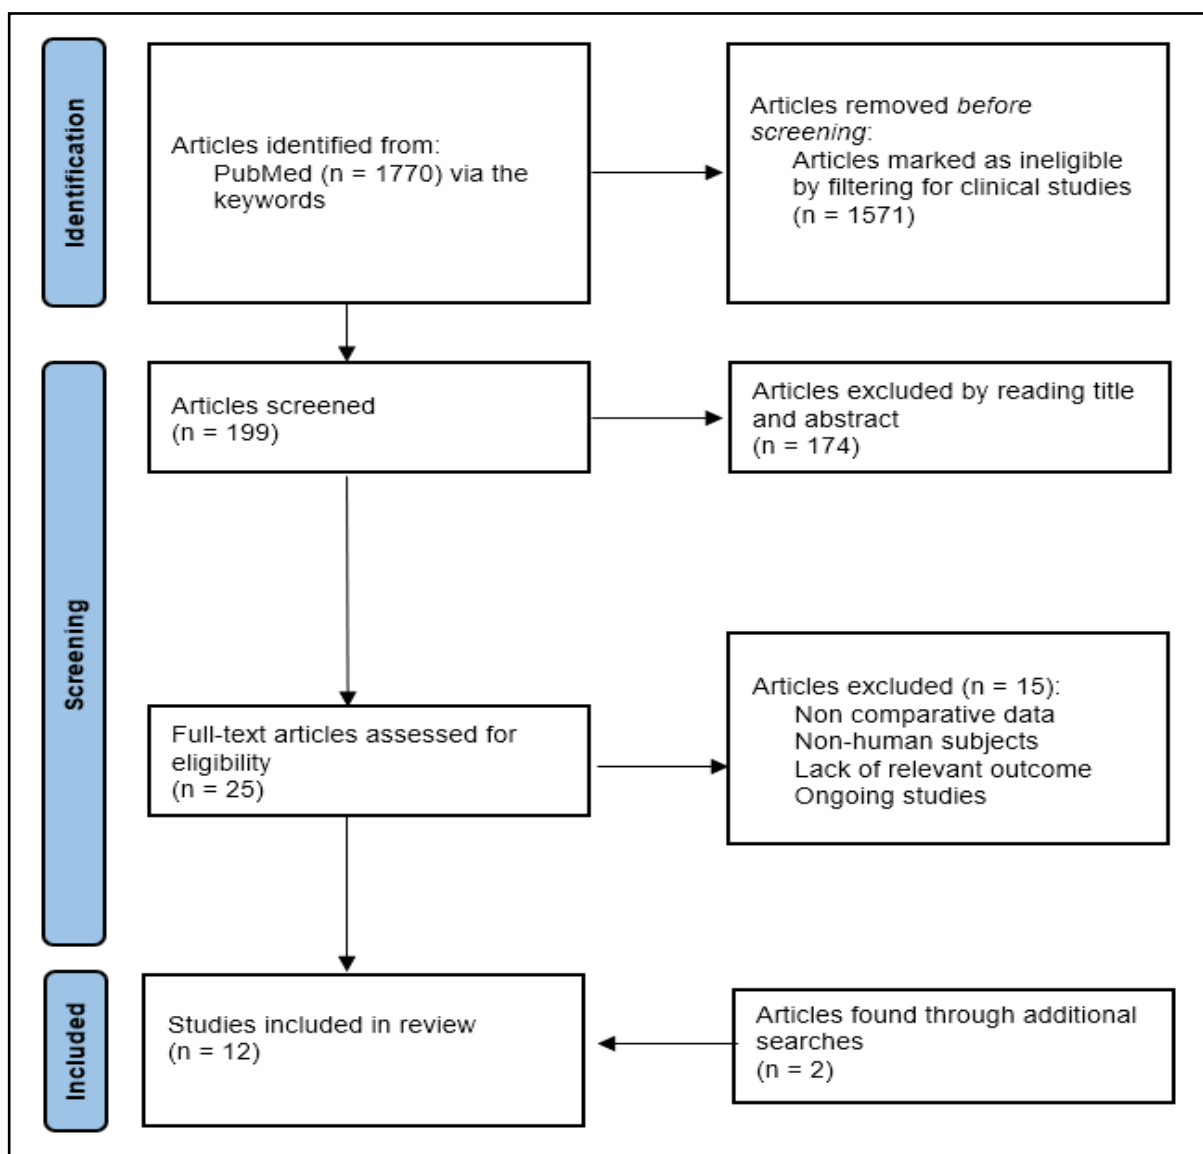 Identification
Articles identified from:
PubMed (n = 1770) via the
keywords
Articles removed before
screening:
Articles marked as ineligible
by filtering for clinical studies
(n = 1571)
Screening
Articles screened
(n = 199)
Articles excluded by reading title
and abstract
(n = 174)
Full-text articles assessed for
eligibility
(n = 25)
Articles excluded (n = 15):
Non comparative data
Non-human subjects
Lack of relevant outcome
Ongoing studies
Included
Studies included in review
(n = 12)
Articles found through additional
searches
(n = 2)